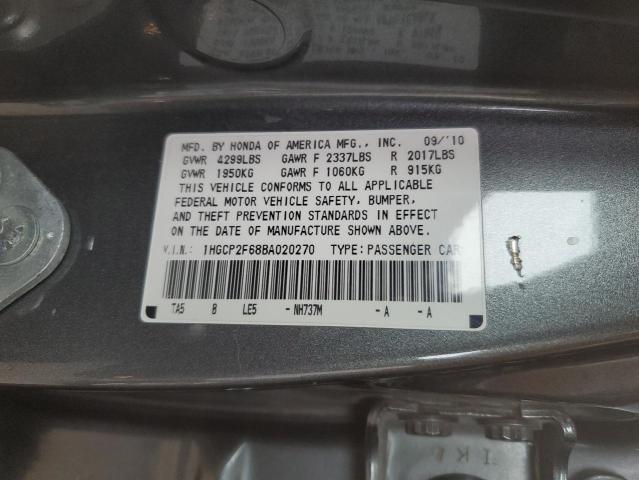 MFD. BY HONDA OF AMERICA MFG., INC. 09/'10
GVWR 4299LBS GAWR F 2337LBS R 2017LBS
GVWR 1950KG GAWR F 1060KG R 915KG
THIS VEHICLE CONFORMS TO ALL APPLICABLE
FEDERAL MOTOR VEHICLE SAFETY, BUMPER,
AND THEFT PREVENTION STANDARDS IN EFFECT
ON THE DATE OF MANUFACTURE SHOWN ABOVE.
V.I.N.: 1HGCP2F68BA020270 TYPE: PASSENGER CAR
TA5 B LE5 - NH737M - A - A